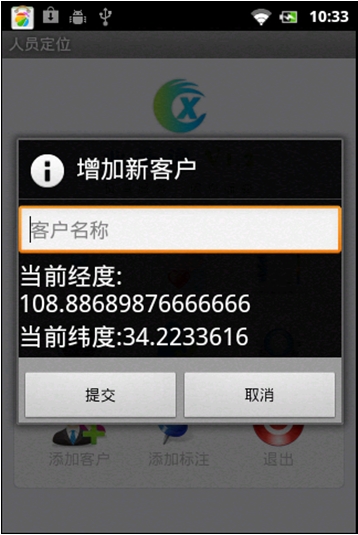 10:33
人员定位
增加新客户
客户名称
当前经度:
108.88689876666666
当前纬度:34.2233616
提交
取消
添加客户
添加标注
退出